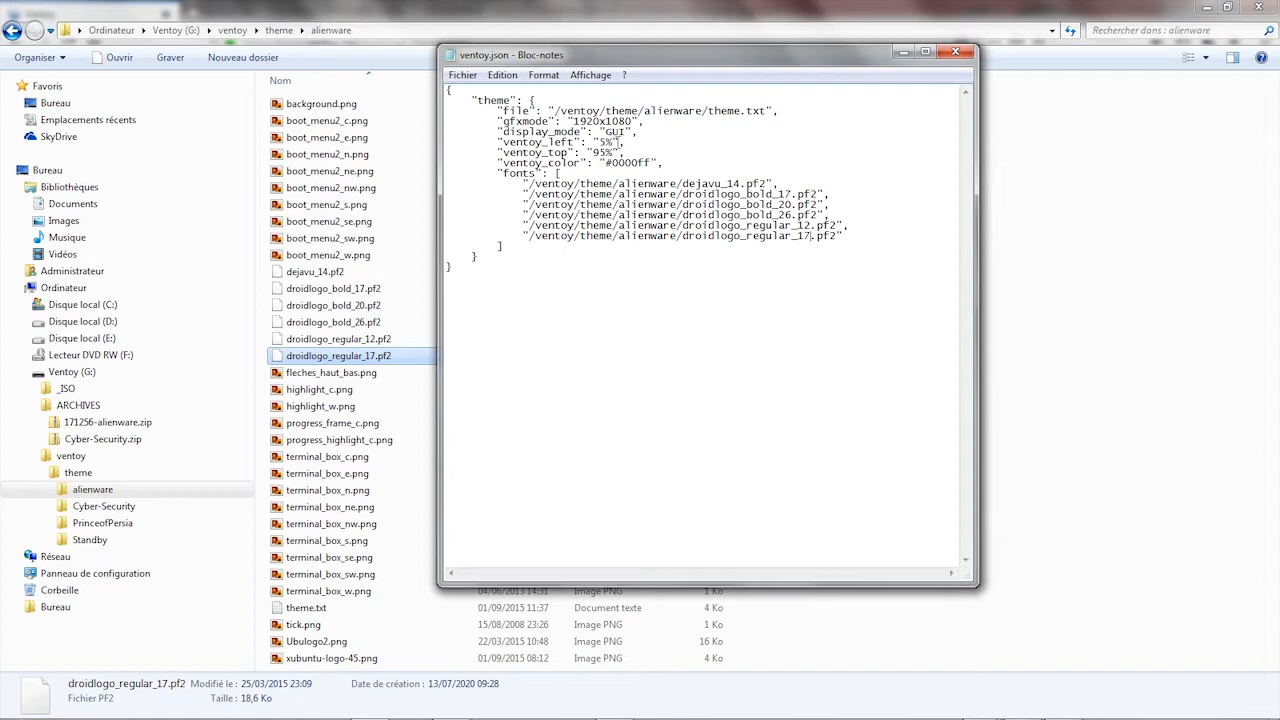 Ordinateur ▸ Ventoy (G:) ▸ ventoy ▸ theme ▸ alienware
Rechercher dans : alienware
Organiser
Ouvrir
Graver
Nouveau dossier
Favoris
Bureau
Emplacements récents
SkyDrive
Bureau
Bibliothèques
Documents
Images
Musique
Vidéos
Administrateur
Ordinateur
Disque local (C:)
Disque local (D:)
Disque local (E:)
Lecteur DVD RW (F:)
Ventoy (G:)
_ISO
ARCHIVES
171256-alienware.zip
Cyber-Security.zip
ventoy
theme
alienware
Cyber-Security
PrinceofPersia
Standby
Réseau
Panneau de configuration
Corbeille
Bureau
Nom
background.png
boot_menu2_c.png
boot_menu2_e.png
boot_menu2_n.png
boot_menu2_ne.png
boot_menu2_nw.png
boot_menu2_s.png
boot_menu2_se.png
boot_menu2_sw.png
boot_menu2_w.png
dejavu_14.pf2
droidlogo_bold_17.pf2
droidlogo_bold_20.pf2
droidlogo_bold_26.pf2
droidlogo_regular_12.pf2
droidlogo_regular_17.pf2
fleches_haut_bas.png
highlight_c.png
highlight_w.png
progress_frame_c.png
progress_highlight_c.png
terminal_box_c.png
terminal_box_e.png
terminal_box_n.png
terminal_box_ne.png
terminal_box_nw.png
terminal_box_s.png
terminal_box_se.png
terminal_box_sw.png
terminal_box_w.png 04/06/2013 14:31 Image PNG 1 Ko
theme.txt 01/09/2015 11:37 Document texte 4 Ko
tick.png 15/08/2008 23:26 Image PNG 1 Ko
Ubulogo2.png 22/03/2015 10:48 Image PNG 16 Ko
xubuntu-logo-45.png 01/09/2015 08:12 Image PNG 4 Ko
ventoy.json - Bloc-notes
Fichier Edition Format Affichage ?
{
"theme": {
"file": "/ventoy/theme/alienware/theme.txt",
"gfxmode": "1920x1080",
"display_mode": "GUI",
"ventoy_left": "5%",
"ventoy_top": "95%",
"ventoy_color": "#0000ff",
"fonts": [
"/ventoy/theme/alienware/dejavu_14.pf2",
"/ventoy/theme/alienware/droidlogo_bold_17.pf2",
"/ventoy/theme/alienware/droidlogo_bold_20.pf2",
"/ventoy/theme/alienware/droidlogo_bold_26.pf2",
"/ventoy/theme/alienware/droidlogo_regular_12.pf2",
"/ventoy/theme/alienware/droidlogo_regular_17.pf2"
]
}
}
droidlogo_regular_17.pf2 Modifié le : 25/03/2015 23:09 Date de création : 13/07/2020 09:28
Fichier PF2 Taille : 18,6 Ko